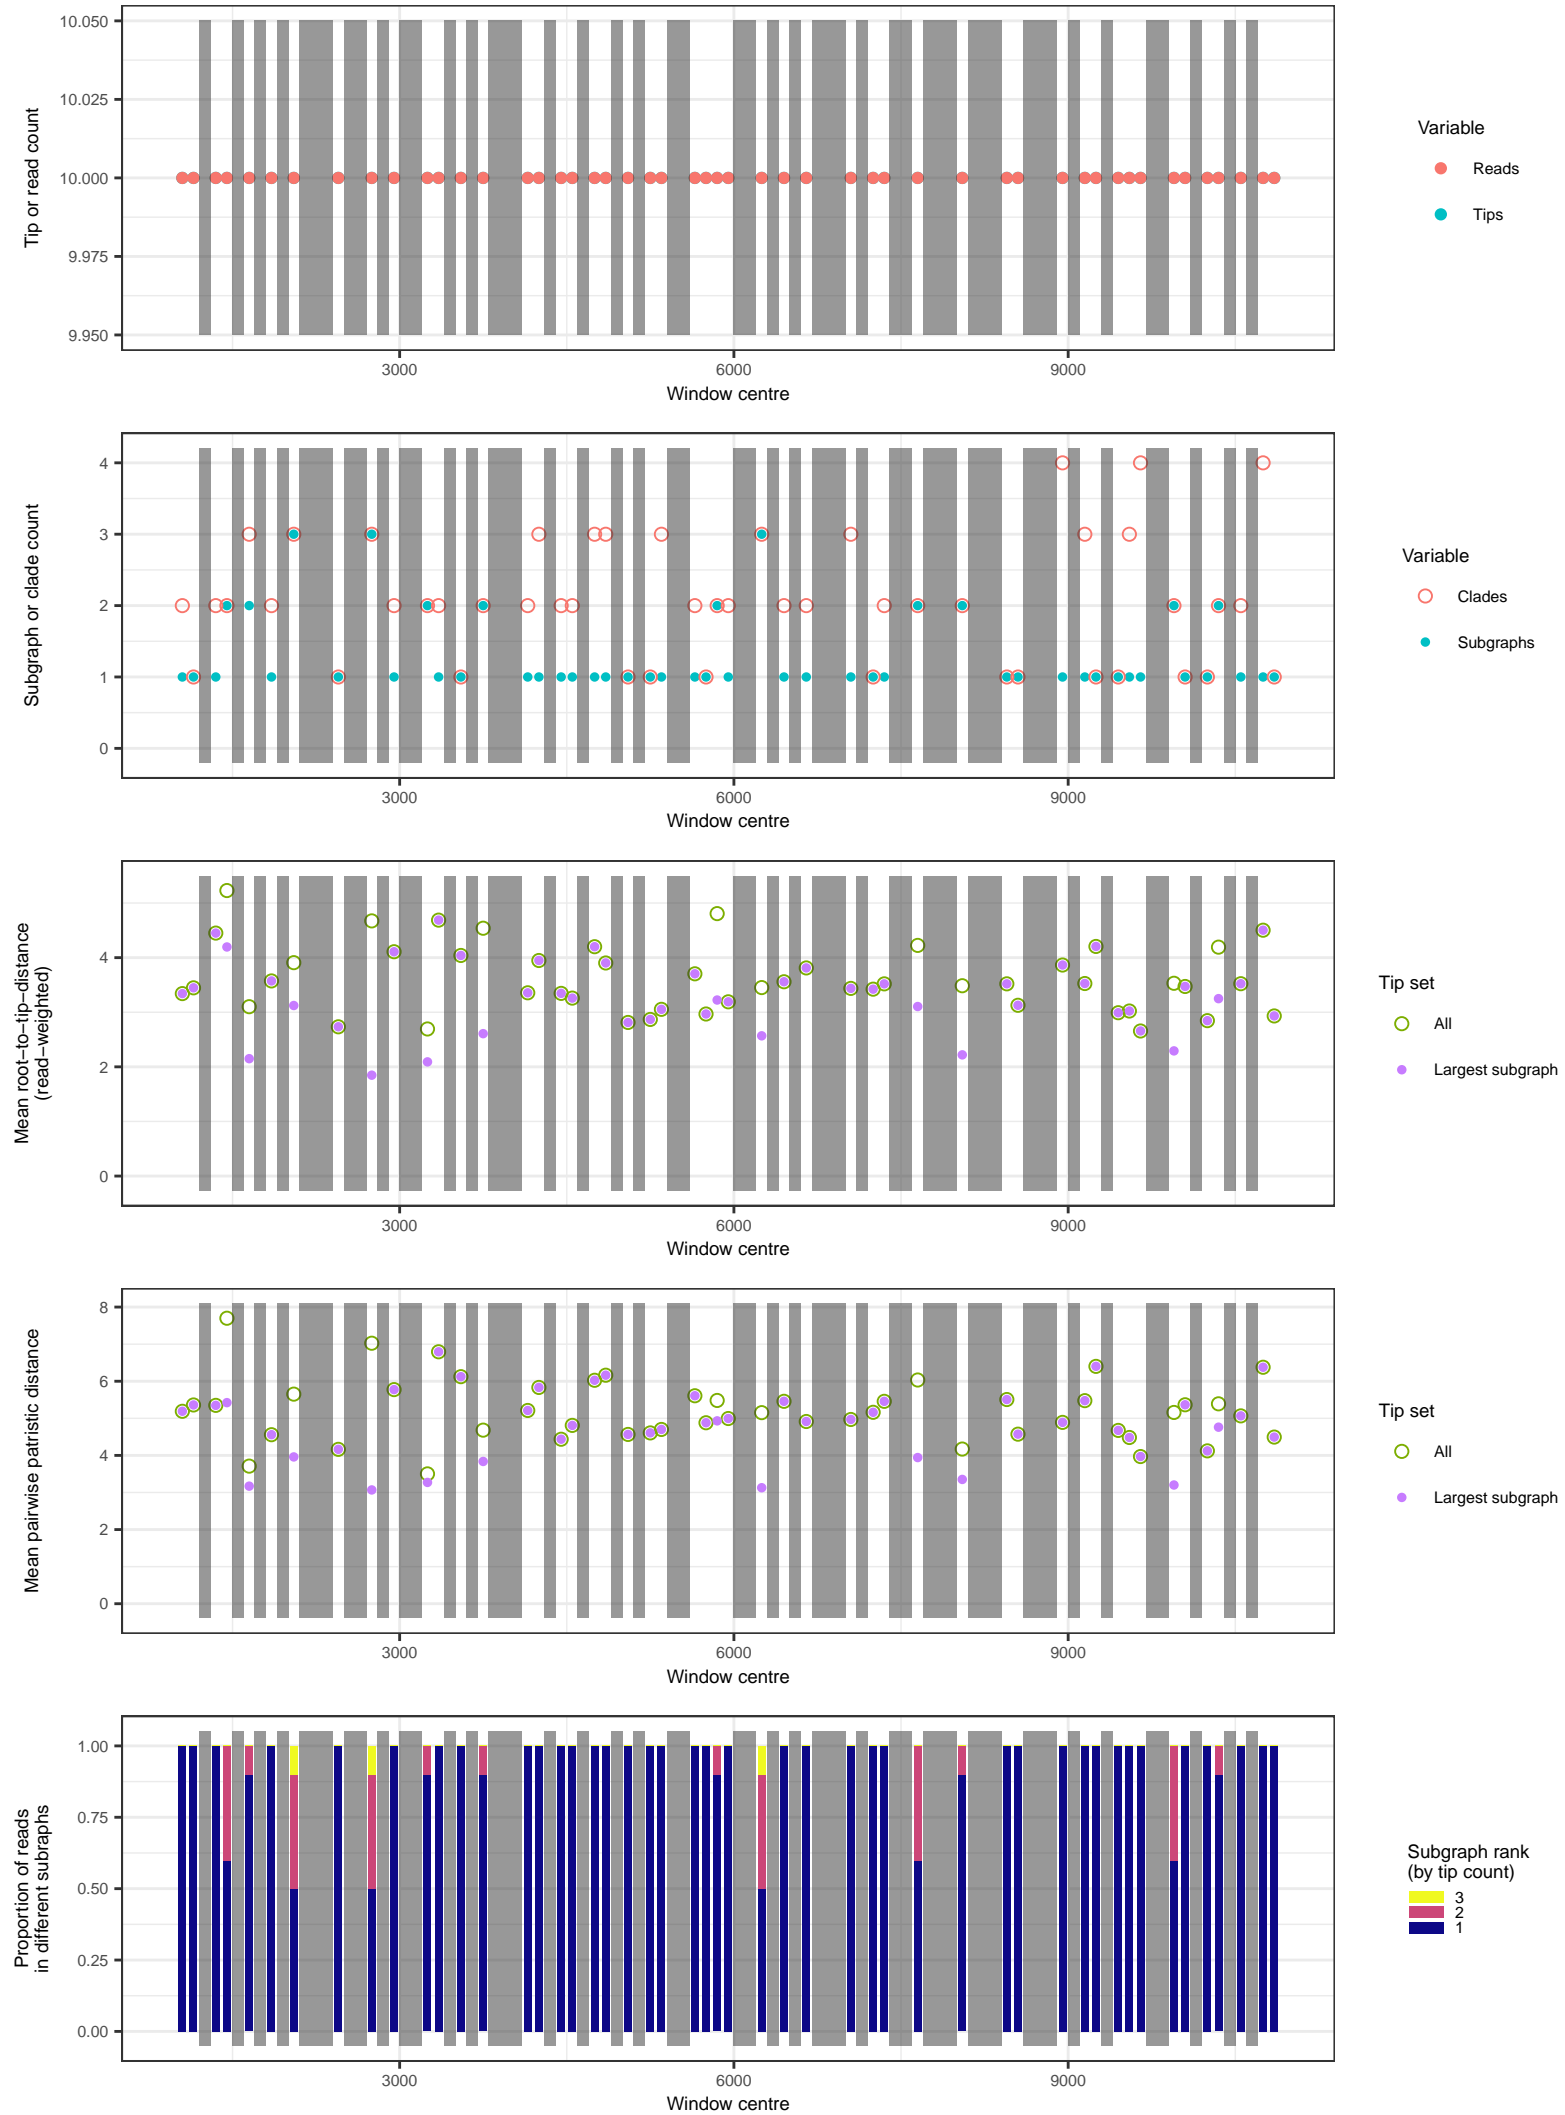 10.050
10.025
10.000
9.975
9.950
Tip or read count
3000 6000 9000
Window centre
Variable
Reads
Tips
4
3
2
1
0
Subgraph or clade count
3000 6000 9000
Window centre
Variable
Clades
Subgraphs
4
2
0
Mean root−to−tip−distance
(read−weighted)
3000 6000 9000
Window centre
Tip set
All
Largest subgraph
8
6
4
2
0
Mean pairwise patristic distance
3000 6000 9000
Window centre
Tip set
All
Largest subgraph
1.00
0.75
0.50
0.25
0.00
Proportion of reads
in different subraphs
3000 6000 9000
Window centre
Subgraph rank
(by tip count)
3
2
1